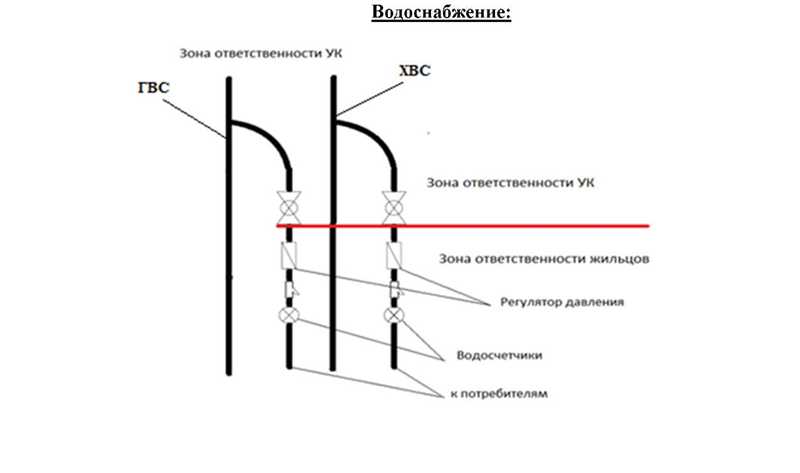 Водоснабжение:
Зона ответственности УК
ХВС
ГВС
Зона ответственности УК
Зона ответственности жильцов
Регулятор давления
Водосчетчики
к потребителям